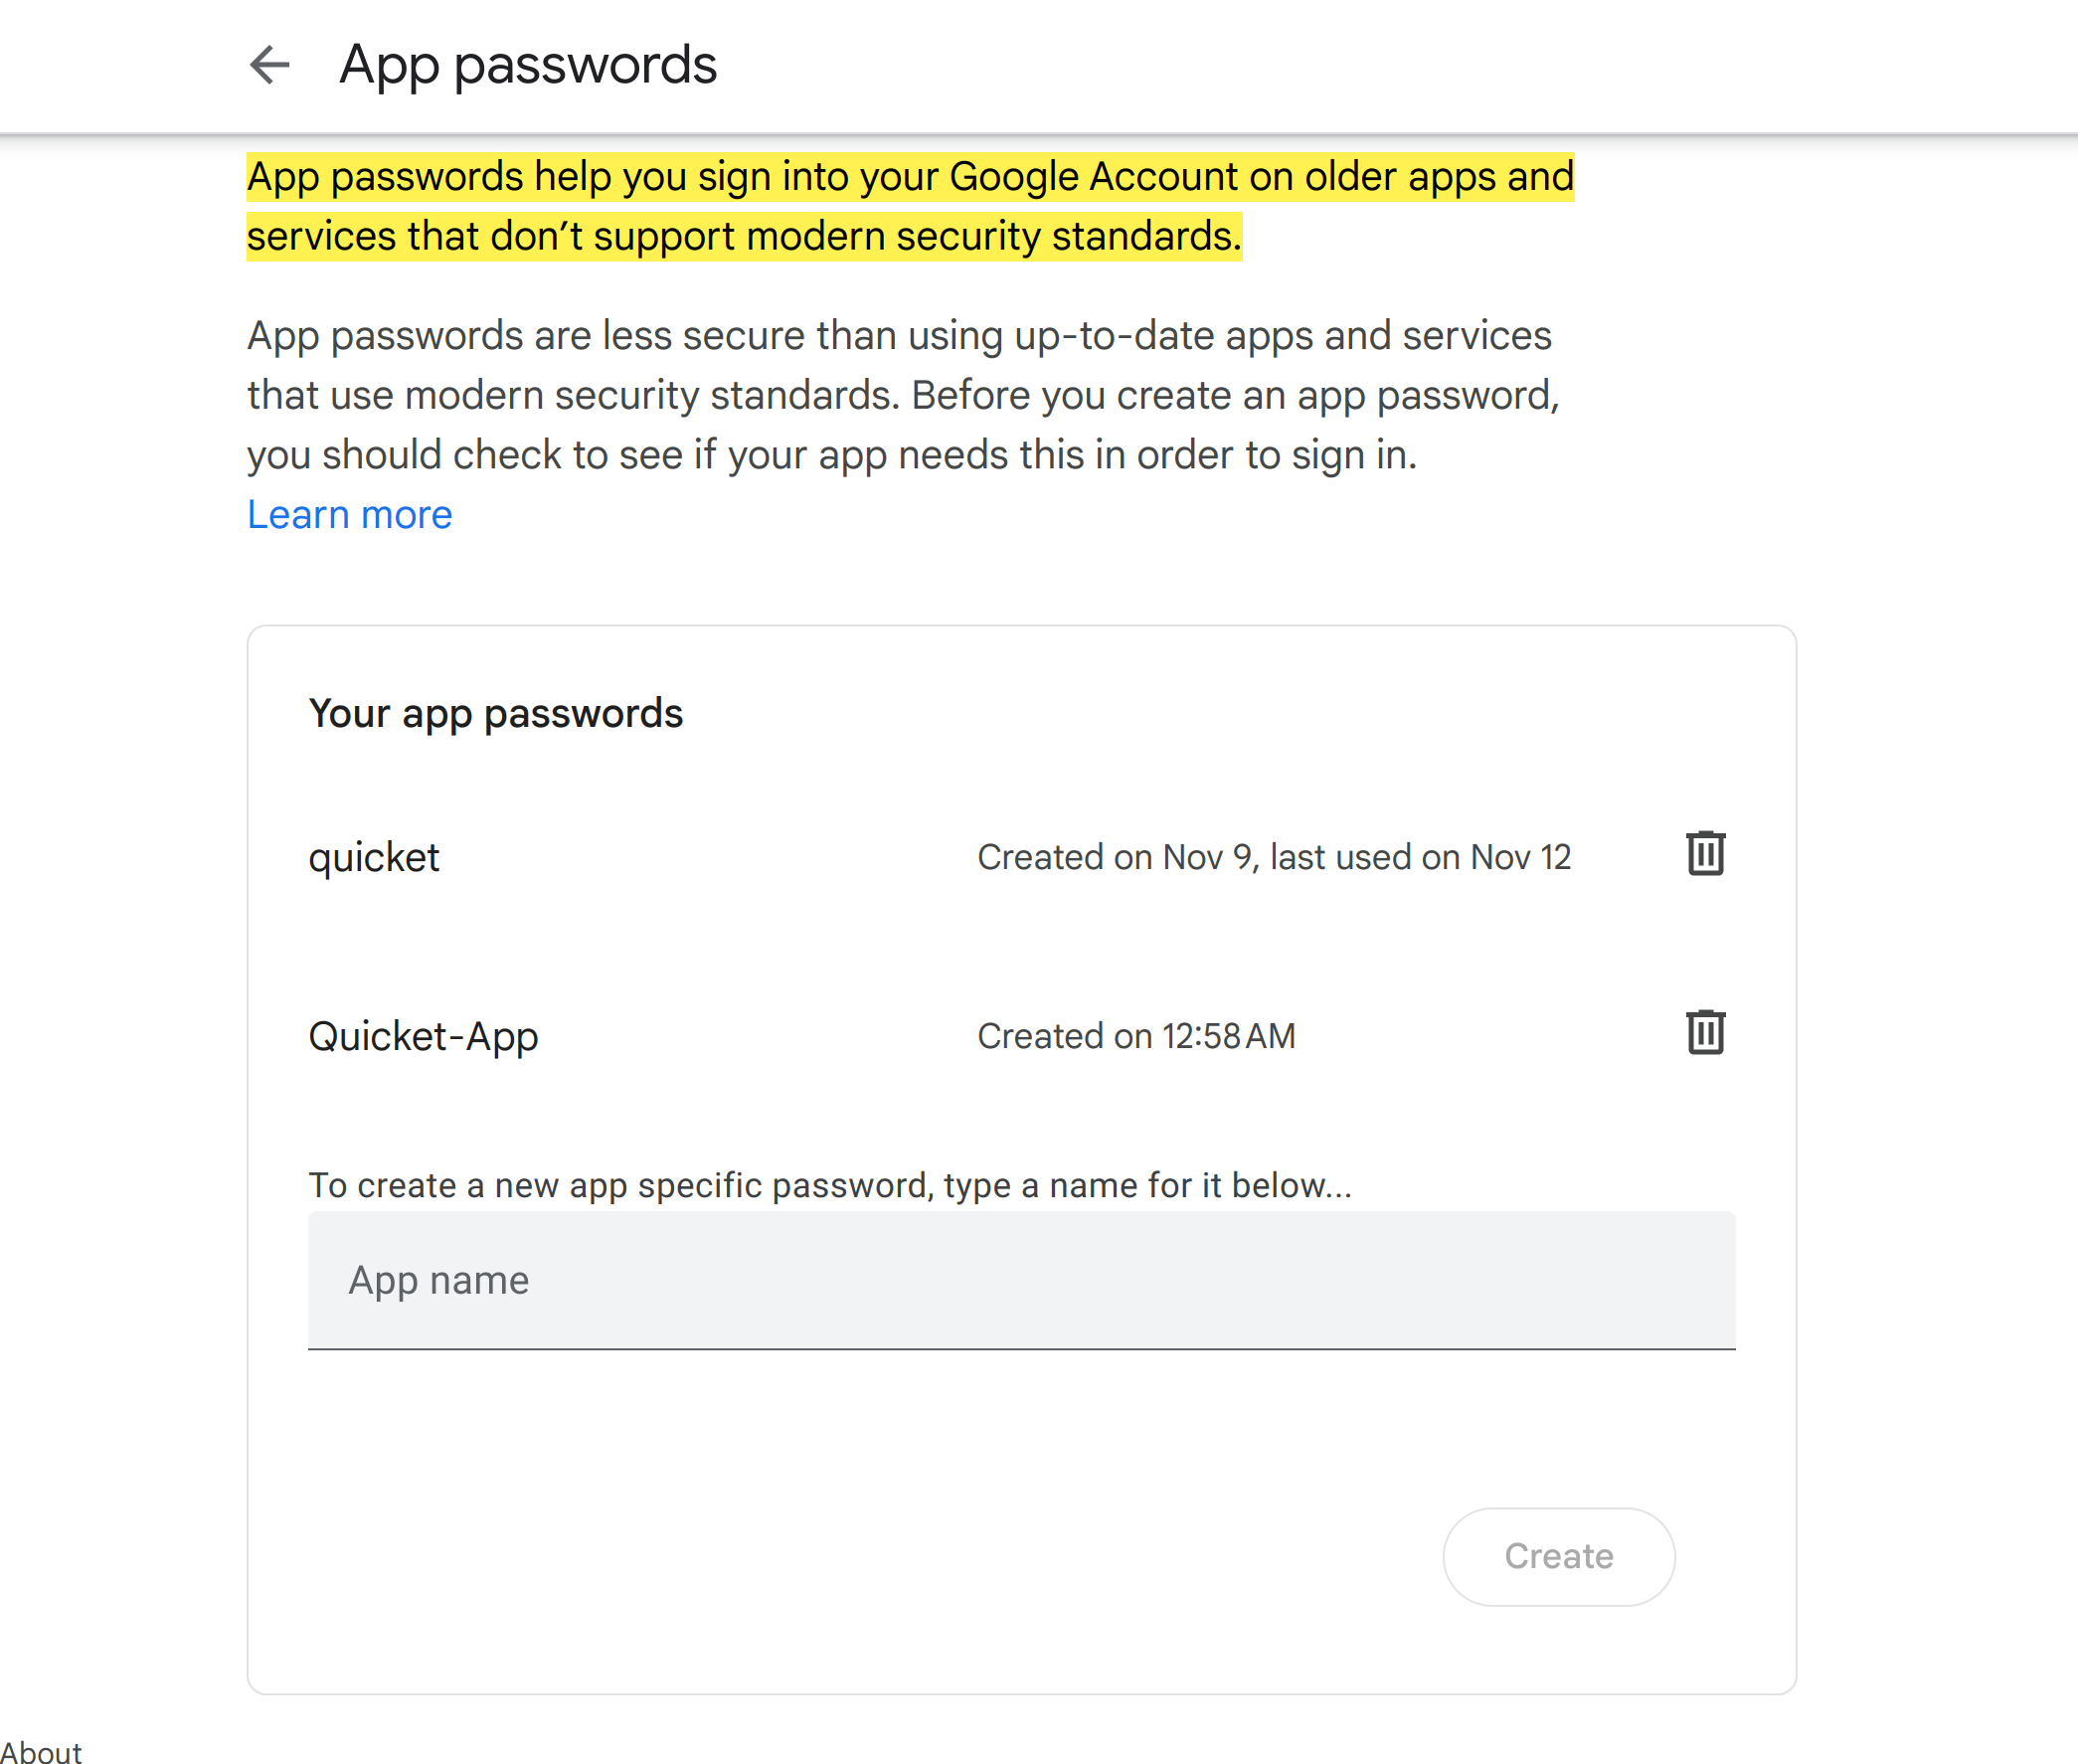 App passwords
App passwords help you sign into your Google Account on older apps and
services that don’t support modern security standards.
App passwords are less secure than using up-to-date apps and services
that use modern security standards. Before you create an app password,
you should check to see if your app needs this in order to sign in.
Learn more
Your app passwords
quicket Created on Nov 9, last used on Nov 12
Quicket-App Created on 12:58 AM
To create a new app specific password, type a name for it below...
App name
Create
About